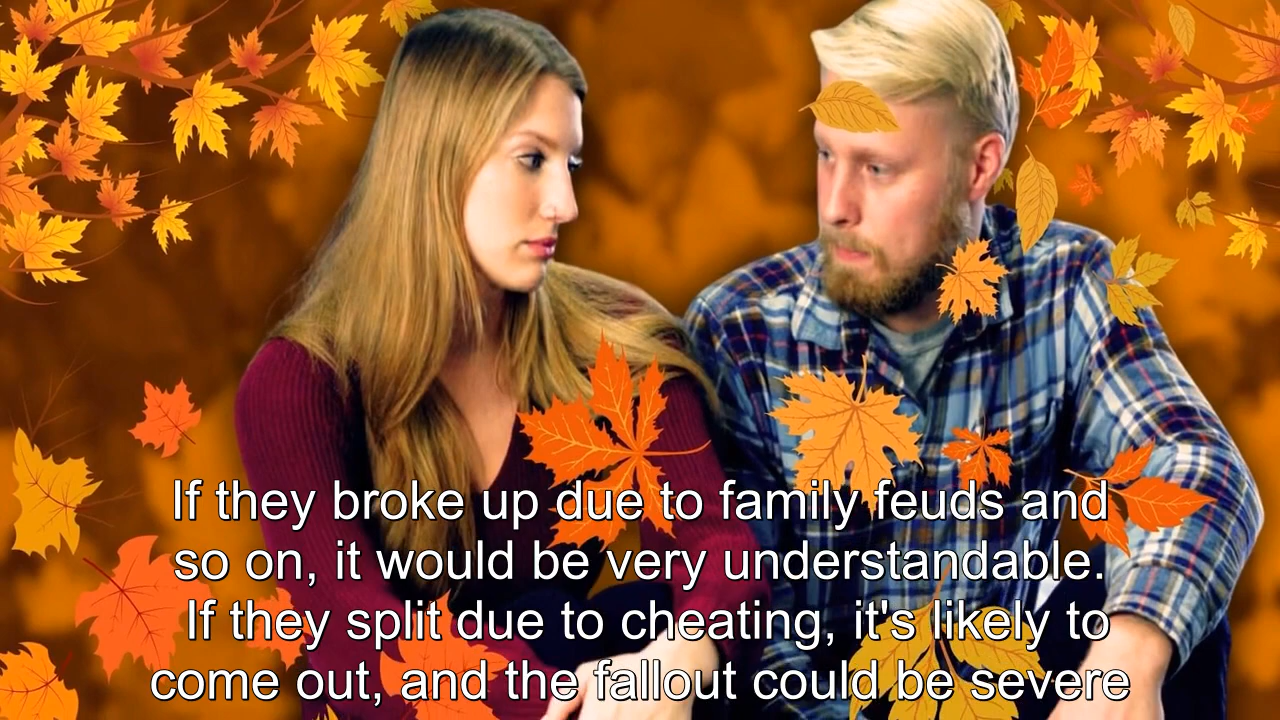 If they broke up due to family feuds and
so on, it would be very understandable.
If they split due to cheating, it's likely to
come out, and the fallout could be severe